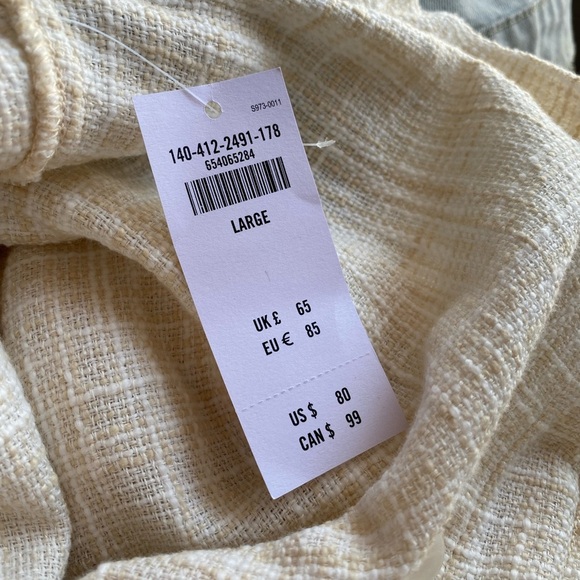 S973-0011
140-412-2491-178
654065284
LARGE
UK £ 65
EU € 85
US $ 80
CAN $ 99